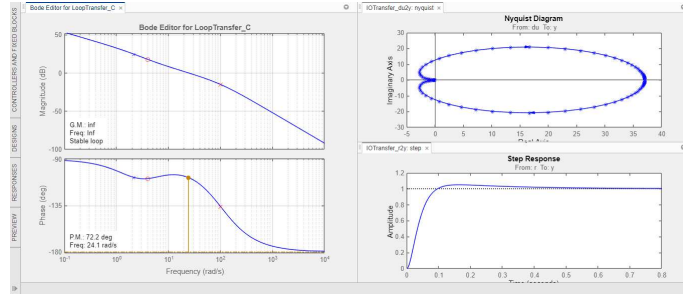 Bode Editor for LoopTransfer_C ×
IOTransfer_du2y: nyquist ×
CONTROLLERS AND FIXED BLOCKS
DESIGNS
RESPONSES
PREVIEW
Bode Editor for LoopTransfer_C
Magnitude (dB)
50
0
-50
-100
G.M.: inf
Freq: Inf
Stable loop
Phase (deg)
-90
-135
-180
P.M.: 72.2 deg
Freq: 24.1 rad/s
10-1 100 101 102 103 104
Frequency (rad/s)
Nyquist Diagram
From: du To: y
Imaginary Axis
30
20
10
0
-10
-20
-30
-5 0 5 10 15 20 25 30 35 40
Real Axis
IOTransfer_r2y: step ×
Step Response
From: r To: y
Amplitude
1.2
1
0.8
0.6
0.4
0.2
0
0 0.1 0.2 0.3 0.4 0.5 0.6 0.7 0.8
Time (seconds)